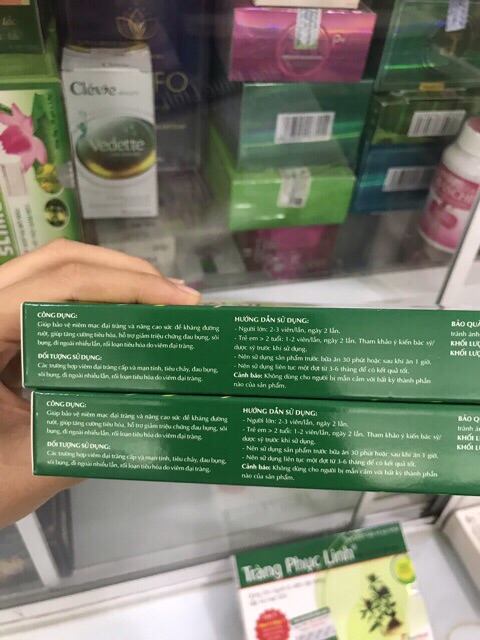 Clévie
Vedette
CÔNG DỤNG:
Giúp bảo vệ niêm mạc đại tràng và nâng cao sức đề kháng đường
ruột, giúp tăng cường tiêu hóa, hỗ trợ giảm triệu chứng đau bụng, sôi
bụng, đi ngoài nhiều lần, rối loạn tiêu hóa do viêm đại tràng.
ĐỐI TƯỢNG SỬ DỤNG:
Các trường hợp viêm đại tràng cấp và mạn tính, tiêu chảy, đau bụng,
sôi bụng, đi ngoài nhiều lần, rối loạn tiêu hóa do viêm đại tràng.
HƯỚNG DẪN SỬ DỤNG:
- Người lớn: 2-3 viên/lần, ngày 2 lần.
- Trẻ em > 2 tuổi: 1-2 viên/lần, ngày 2 lần. Tham khảo ý kiến bác sỹ/
dược sỹ trước khi sử dụng.
- Nên sử dụng sản phẩm trước bữa ăn 30 phút hoặc sau khi ăn 1 giờ.
- Nên sử dụng liên tục một đợt từ 3-6 tháng để có kết quả tốt.
Cảnh báo: Không dùng cho người bị mẫn cảm với bất kỳ thành phần
nào của sản phẩm.
BẢO QUẢ
tránh ánh
KHỐI LƯỢ
KHỐI LƯỢ
CÔNG DỤNG:
Giúp bảo vệ niêm mạc đại tràng và nâng cao sức đề kháng đường
ruột, giúp tăng cường tiêu hóa, hỗ trợ giảm triệu chứng đau bụng, sôi
bụng, đi ngoài nhiều lần, rối loạn tiêu hóa do viêm đại tràng.
ĐỐI TƯỢNG SỬ DỤNG:
Các trường hợp viêm đại tràng cấp và mạn tính, tiêu chảy, đau bụng,
sôi bụng, đi ngoài nhiều lần, rối loạn tiêu hóa do viêm đại tràng.
HƯỚNG DẪN SỬ DỤNG:
- Người lớn: 2-3 viên/lần, ngày 2 lần.
- Trẻ em > 2 tuổi: 1-2 viên/lần, ngày 2 lần. Tham khảo ý kiến bác sỹ/
dược sỹ trước khi sử dụng.
- Nên sử dụng sản phẩm trước bữa ăn 30 phút hoặc sau khi ăn 1 giờ.
- Nên sử dụng liên tục một đợt từ 3-6 tháng để có kết quả tốt.
Cảnh báo: Không dùng cho người bị mẫn cảm với bất kỳ thành phần
nào của sản phẩm.
BẢO QU
tránh á
KHỐI L
KHỐI L
Tràng Phục Linh